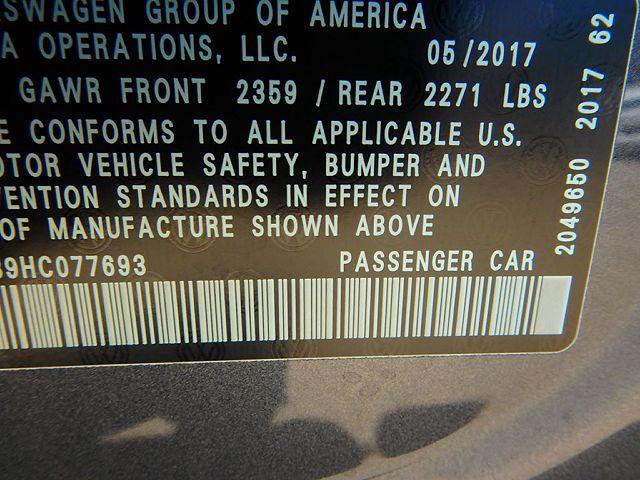 SWAGEN GROUP OF AMERICA
A OPERATIONS, LLC. 05/2017
GAWR FRONT 2359 / REAR 2271 LBS
E CONFORMS TO ALL APPLICABLE U.S.
OTOR VEHICLE SAFETY, BUMPER AND
VENTION STANDARDS IN EFFECT ON
OF MANUFACTURE SHOWN ABOVE
39HC077693 PASSENGER CAR
2049650 2017 62